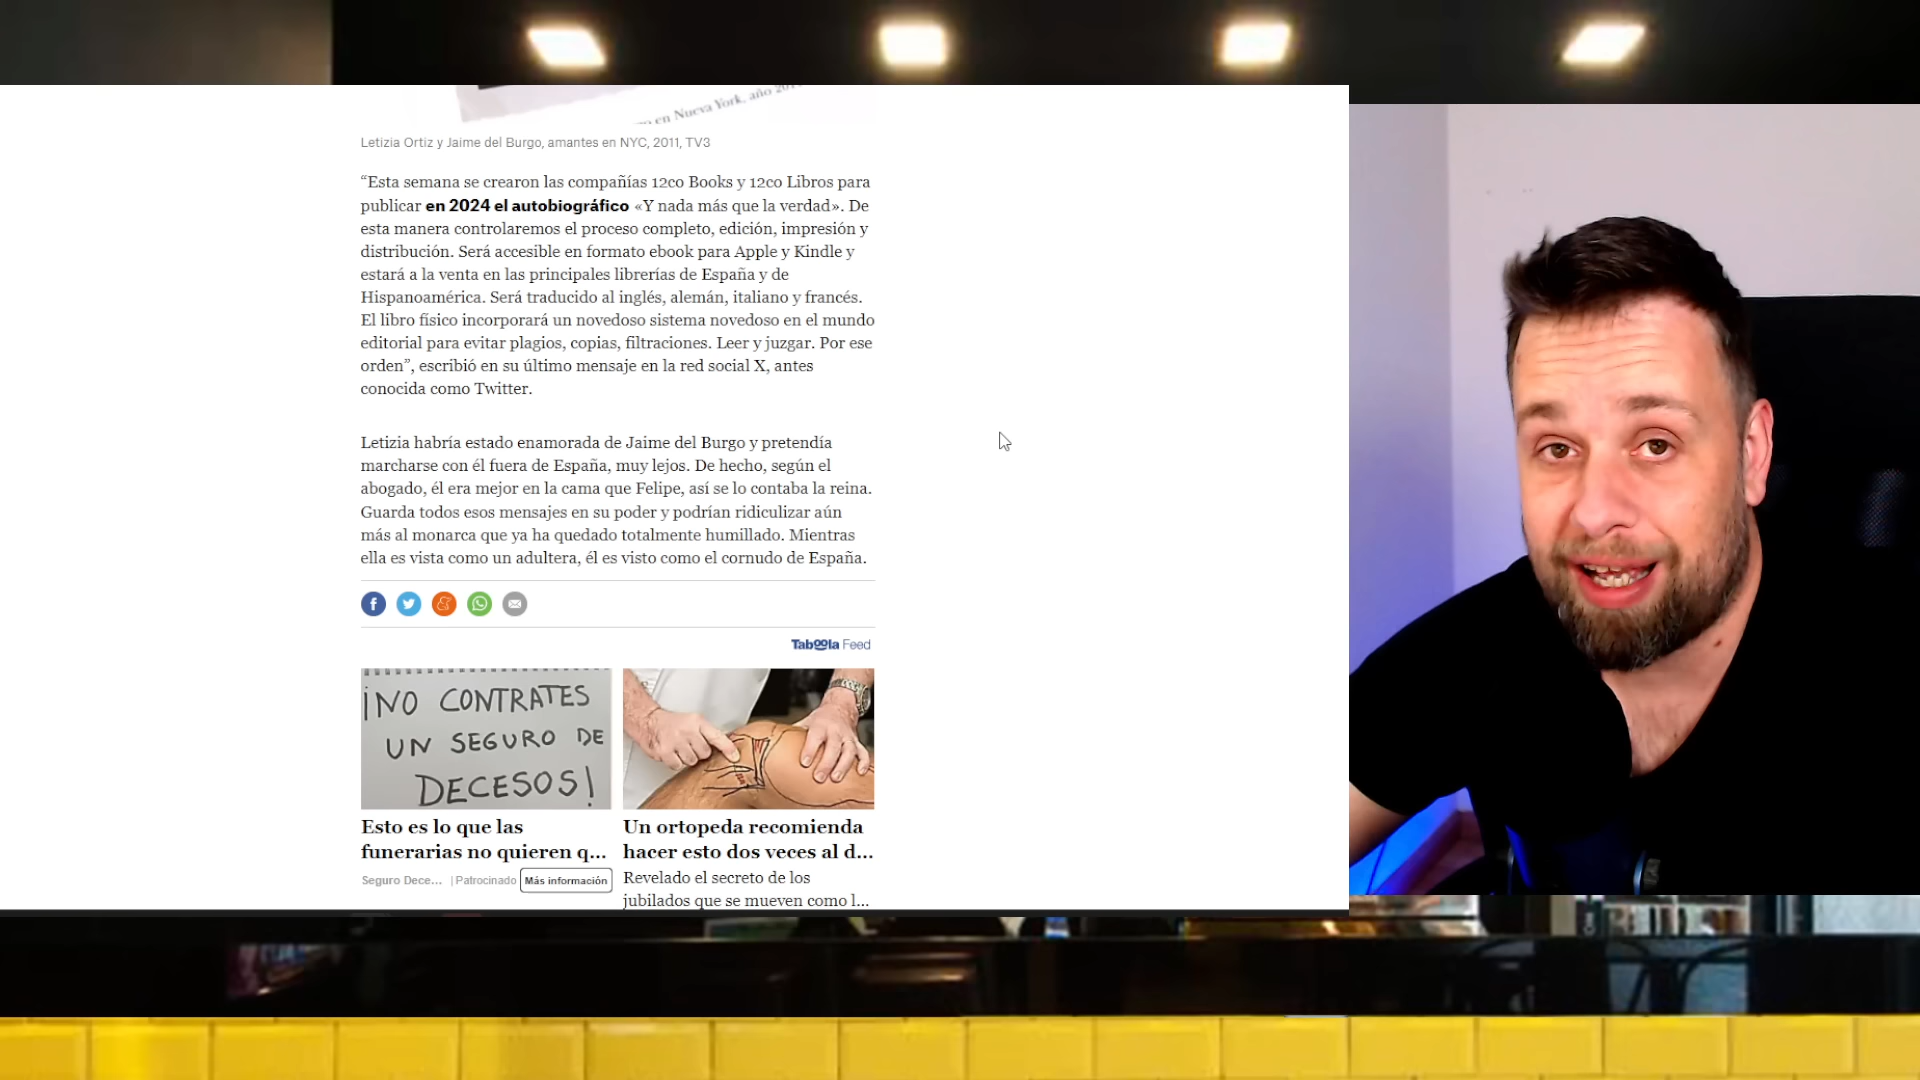 en Nueva York, año
Letizia Ortiz y Jaime del Burgo, amantes en NYC, 2011, TV3
“Esta semana se crearon las compañías 12co Books y 12co Libros para
publicar en 2024 el autobiográfico «Y nada más que la verdad». De
esta manera controlaremos el proceso completo, edición, impresión y
distribución. Será accesible en formato ebook para Apple y Kindle y
estará a la venta en las principales librerías de España y de
Hispanoamérica. Será traducido al inglés, alemán, italiano y francés.
El libro físico incorporará un novedoso sistema novedoso en el mundo
editorial para evitar plagios, copias, filtraciones. Leer y juzgar. Por ese
orden”, escribió en su último mensaje en la red social X, antes
conocida como Twitter.
Letizia habría estado enamorada de Jaime del Burgo y pretendía
marcharse con él fuera de España, muy lejos. De hecho, según el
abogado, él era mejor en la cama que Felipe, así se lo contaba la reina.
Guarda todos esos mensajes en su poder y podrían ridiculizar aún
más al monarca que ya ha quedado totalmente humillado. Mientras
ella es vista como un adultera, él es visto como el cornudo de España.
Taboola Feed
¡NO CONTRATES
UN SEGURO DE
DECESOS!
Esto es lo que las
funerarias no quieren q...
Seguro Dece... | Patrocinado
Más información
Un ortopeda recomienda
hacer esto dos veces al d...
Revelado el secreto de los
jubilados que se mueven como l...